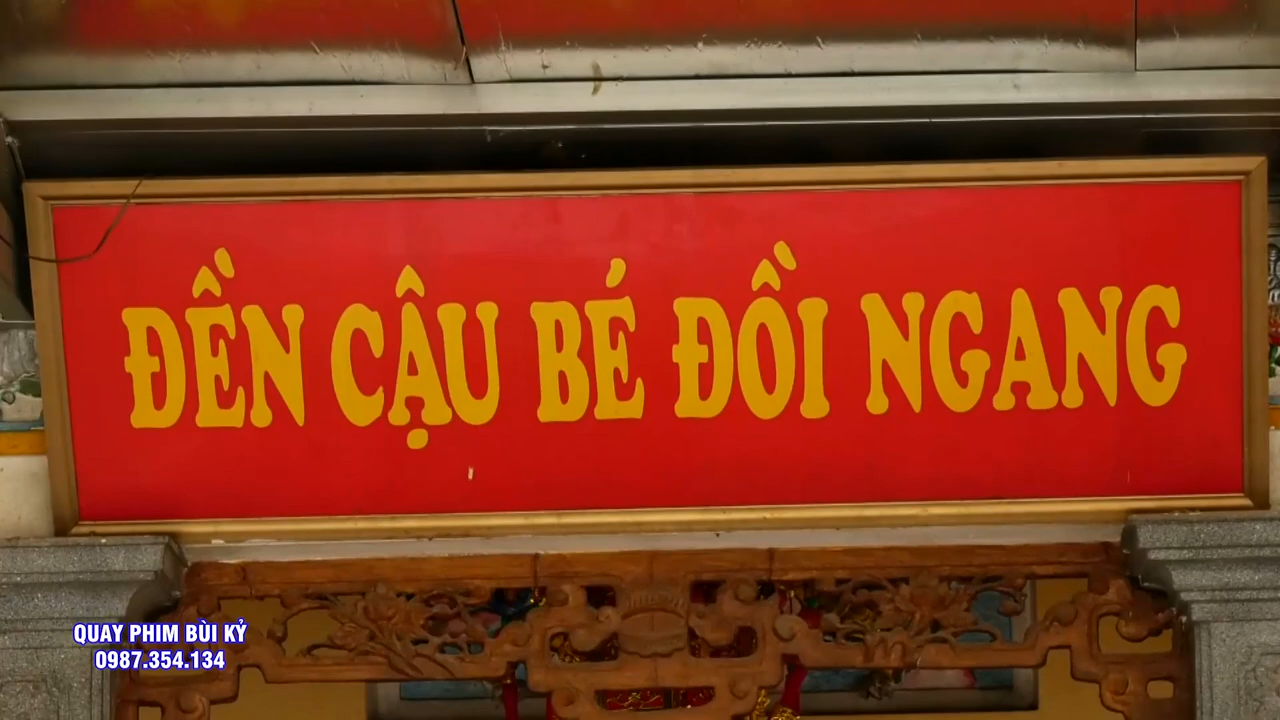 ĐỀN CẬU BÉ ĐỒI NGANG
QUAY PHIM BÙI KỶ
0987.354.134